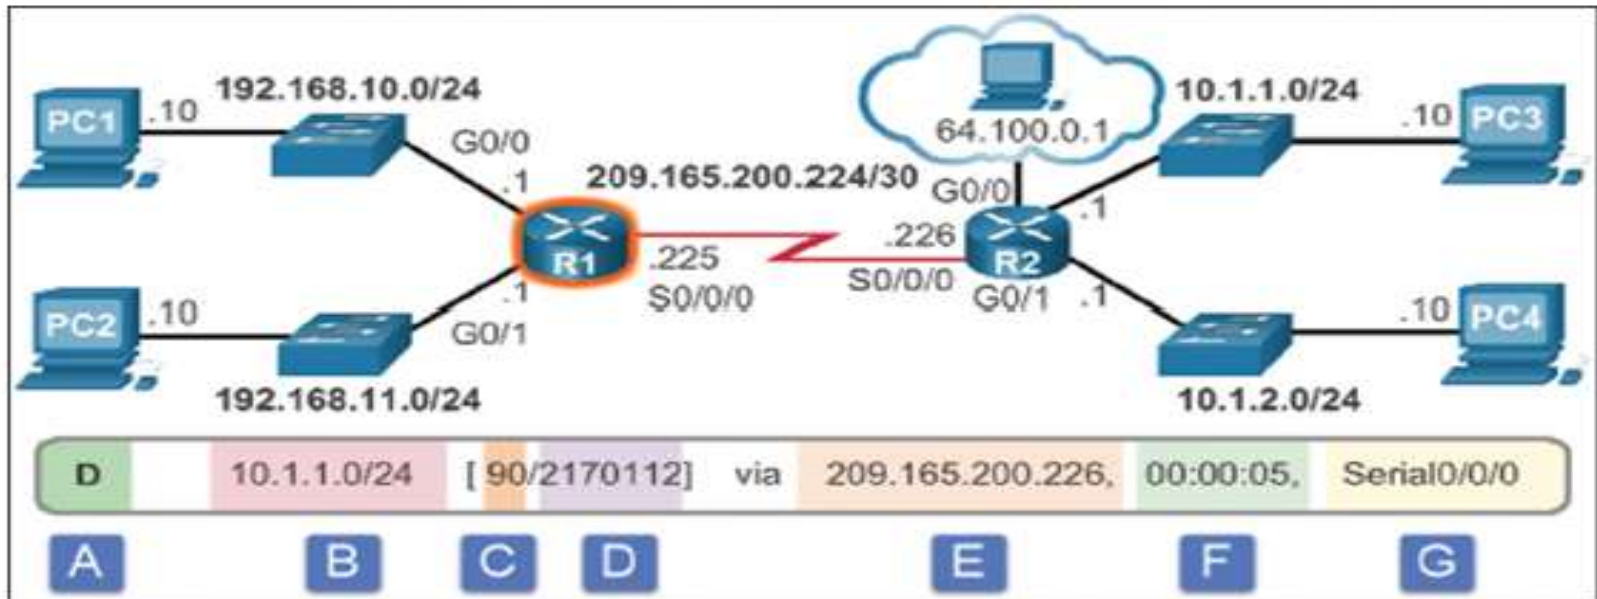 192.168.10.0/24
PC1
.10
G0/0
.1
209.165.200.224/30
64.100.0.1
G0/0
10.1.1.0/24
.10
PC3
.1
R1
.225
S0/0/0
.226
S0/0/0
R2
G0/1
.1
PC2
.10
.1
G0/1
192.168.11.0/24
.10
PC4
10.1.2.0/24
D 10.1.1.0/24 [ 90/2170112] via 209.165.200.226, 00:00:05, Serial0/0/0
A B C D E F G